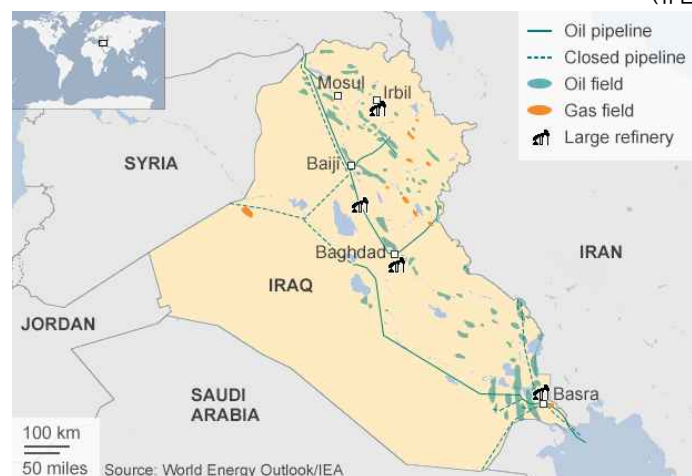 Oil pipeline
Closed pipeline
Oil field
Gas field
Large refinery
Mosul
Irbil
SYRIA
Baiji
IRAN
Baghdad
IRAQ
JORDAN
SAUDI
ARABIA
Basra
100 km
50 miles
Source: World Energy Outlook/IEA